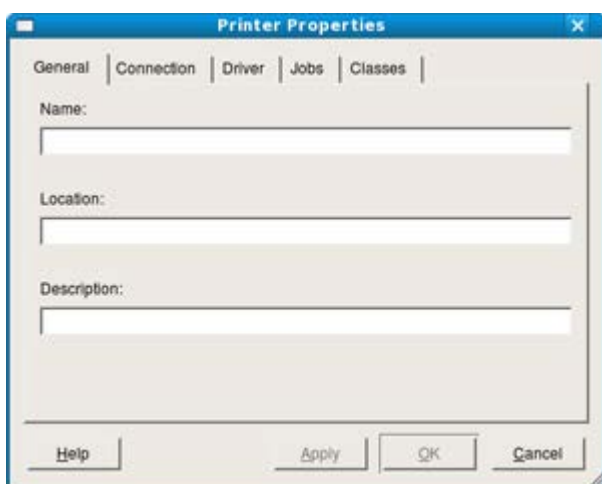 Printer Properties
General Connection Driver Jobs Classes
Name:
Location:
Description:
Help Apply OK Cancel